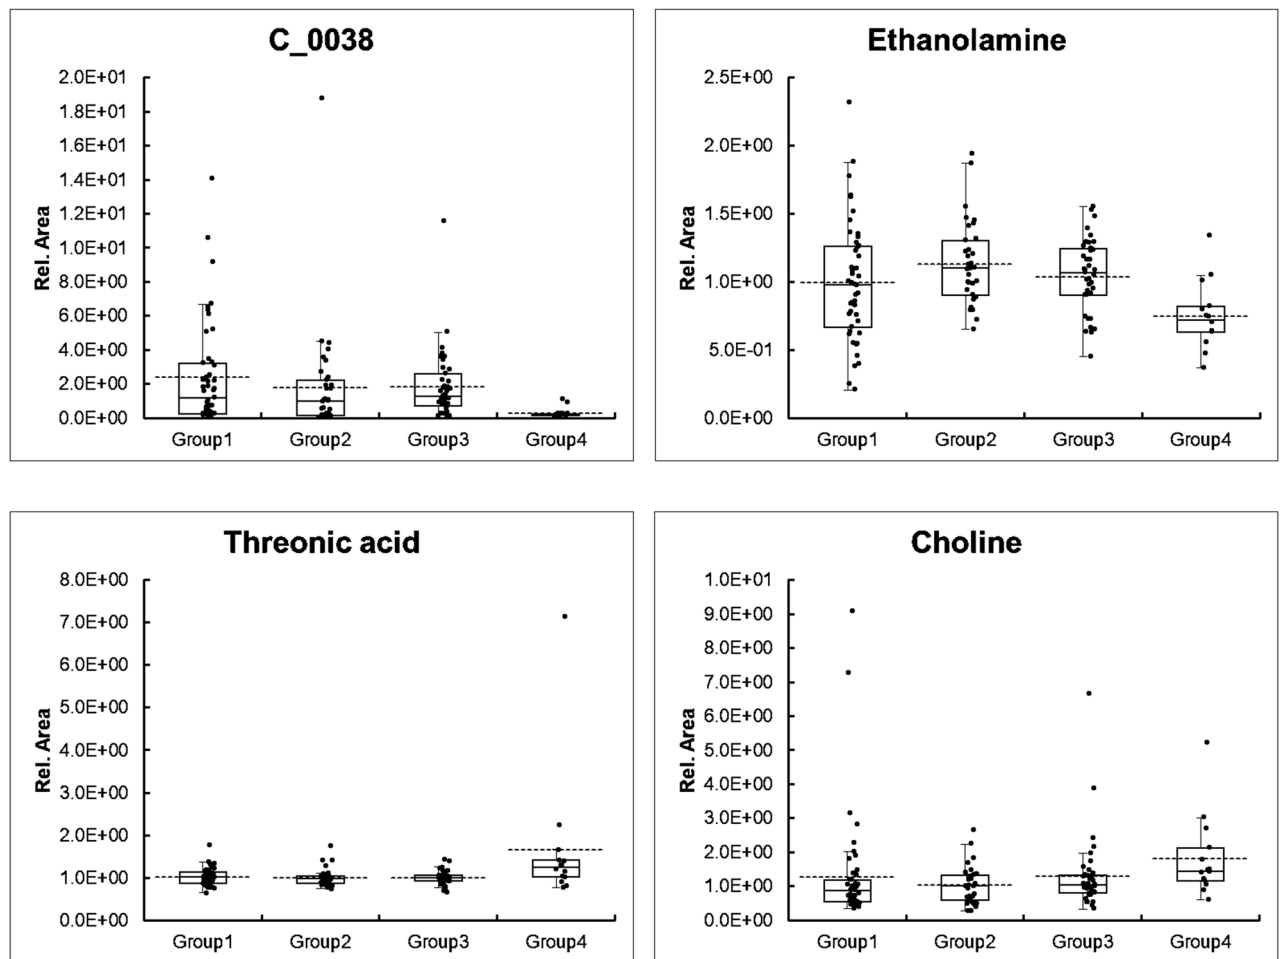 C_0038
Rel. Area
2.0E+01
1.8E+01
1.6E+01
1.4E+01
1.2E+01
1.0E+01
8.0E+00
6.0E+00
4.0E+00
2.0E+00
0.0E+00
Group1 Group2 Group3 Group4
Ethanolamine
Rel. Area
2.5E+00
2.0E+00
1.5E+00
1.0E+00
5.0E−01
0.0E+00
Group1 Group2 Group3 Group4
Threonic acid
Rel. Area
8.0E+00
7.0E+00
6.0E+00
5.0E+00
4.0E+00
3.0E+00
2.0E+00
1.0E+00
0.0E+00
Group1 Group2 Group3 Group4
Choline
Rel. Area
1.0E+01
9.0E+00
8.0E+00
7.0E+00
6.0E+00
5.0E+00
4.0E+00
3.0E+00
2.0E+00
1.0E+00
0.0E+00
Group1 Group2 Group3 Group4